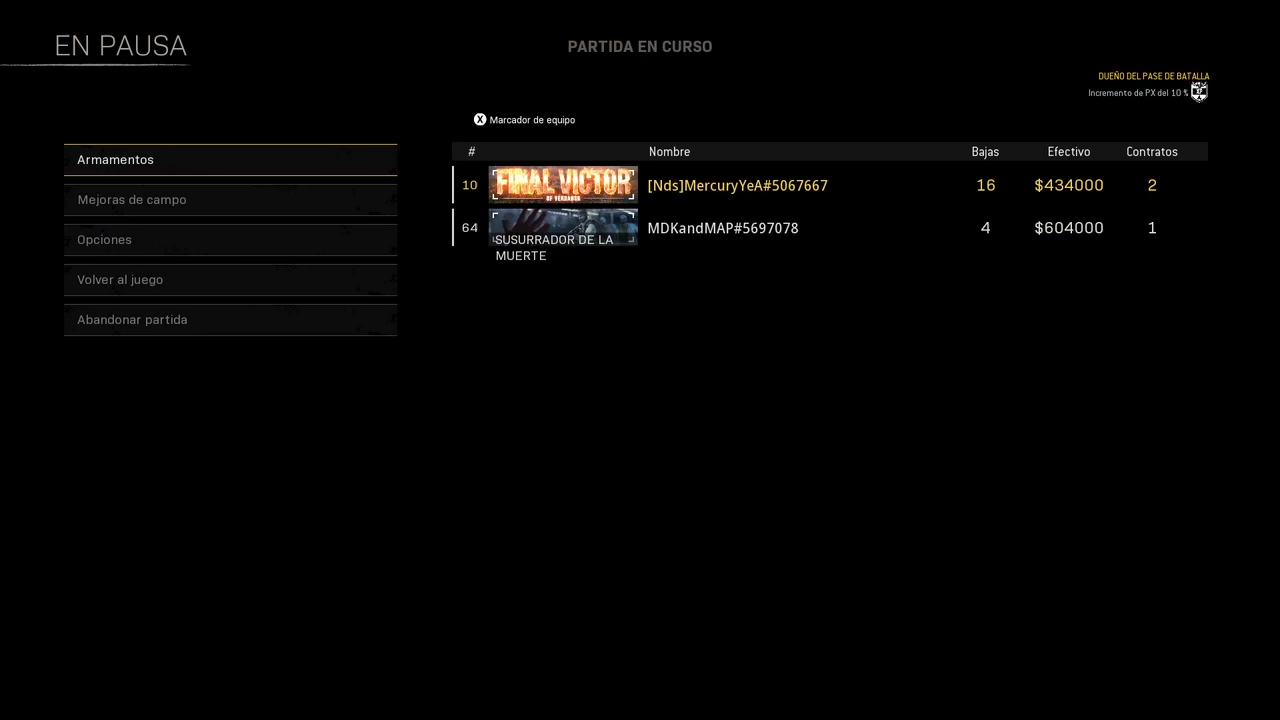 EN PAUSA
PARTIDA EN CURSO
DUEÑO DEL PASE DE BATALLA
Incremento de PX del 10 %
X Marcador de equipo
Armamentos
Mejoras de campo
Opciones
Volver al juego
Abandonar partida
# Nombre Bajas Efectivo Contratos
10 FINAL VICTOR [Nds]MercuryYeA#5067667 16 $434000 2
OF VERDANSK
64 MDKandMAP#5697078 4 $604000 1
SUSURRADOR DE LA
MUERTE